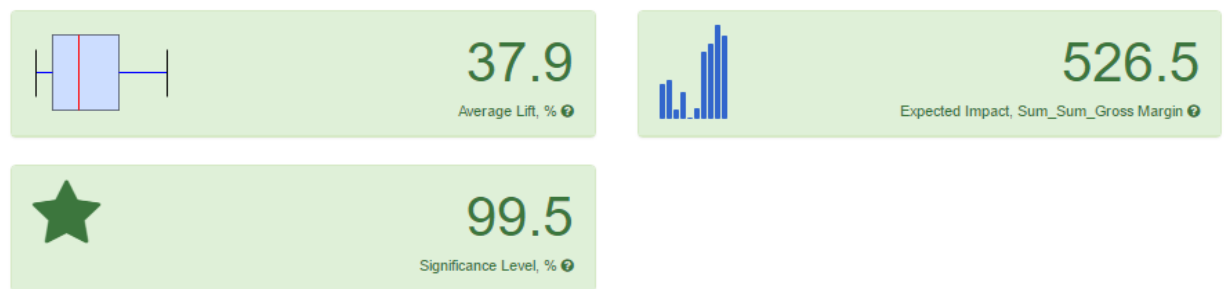 37.9
Average Lift, %
526.5
Expected Impact, Sum_Sum_Gross Margin
99.5
Significance Level, %